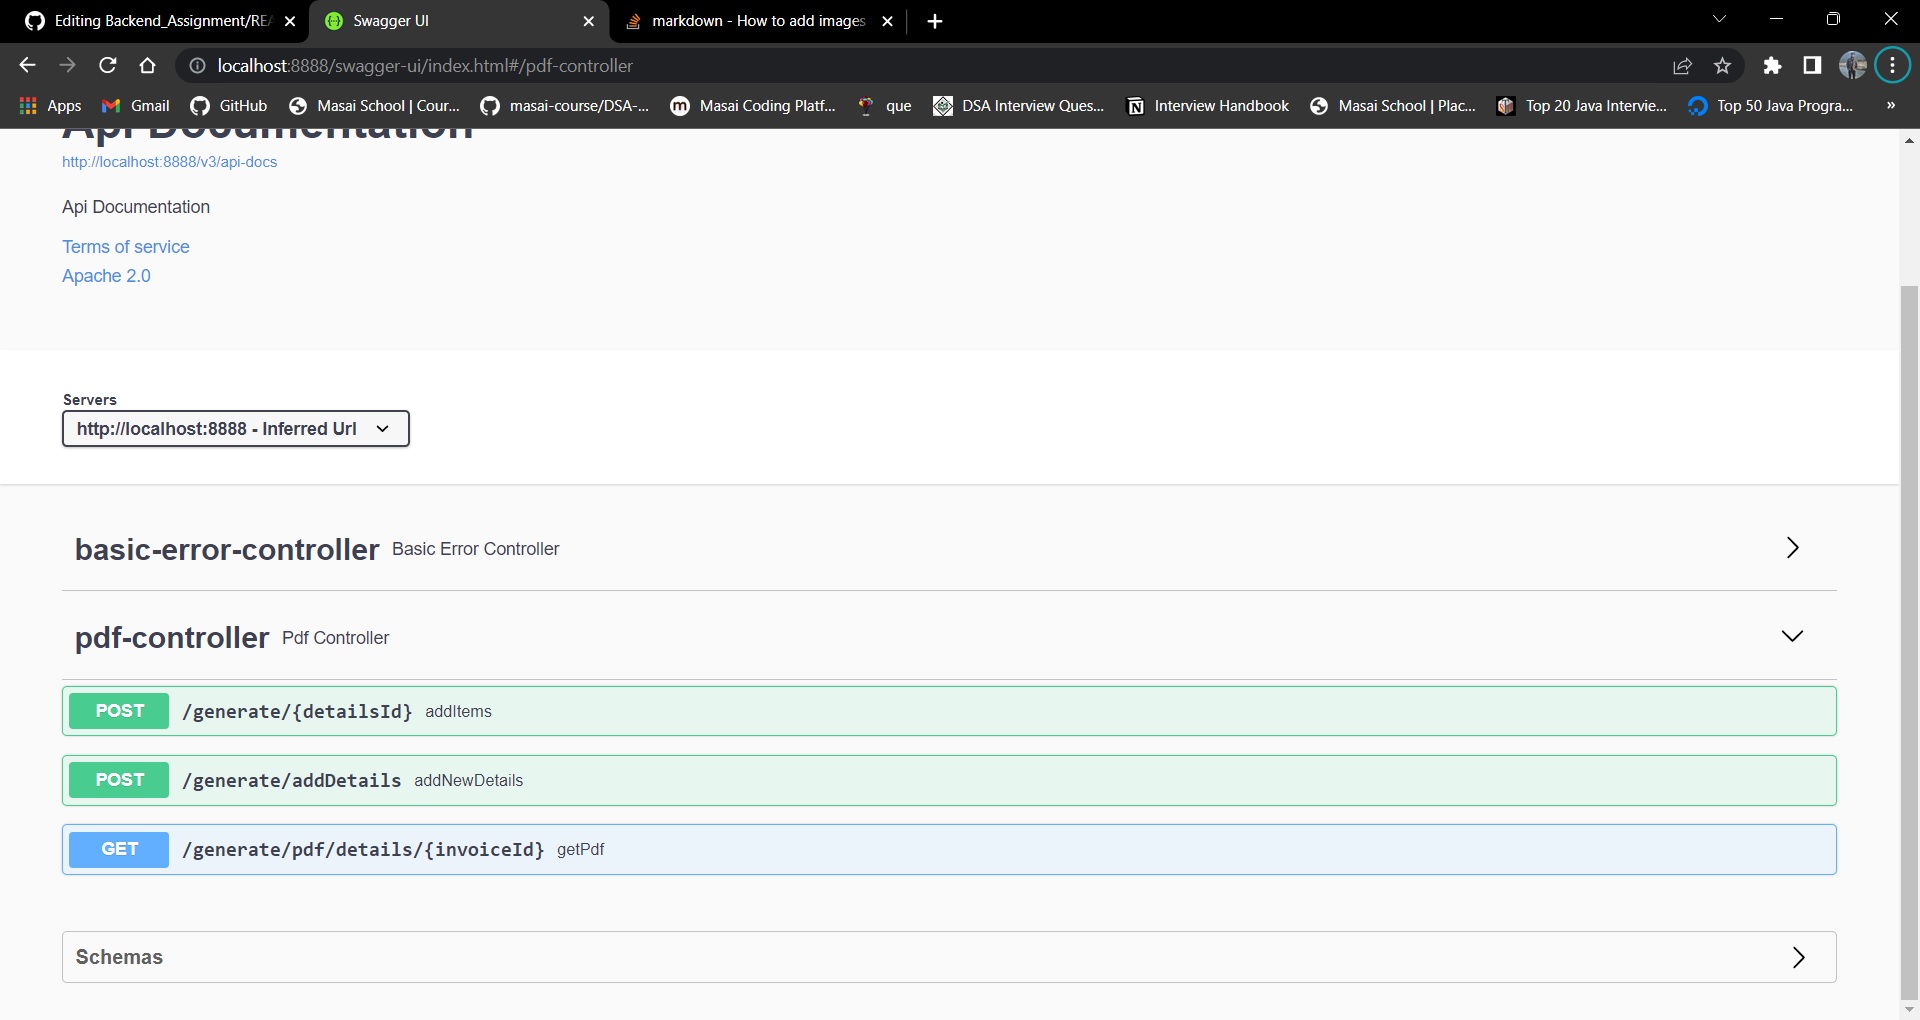 Editing Backend_Assignment/REA
Swagger UI
markdown - How to add images
localhost:8888/swagger-ui/index.html#/pdf-controller
Apps
Gmail
GitHub
Masai School | Cour...
masai-course/DSA-...
Masai Coding Platf...
que
DSA Interview Ques...
Interview Handbook
Masai School | Plac...
Top 20 Java Intervie...
Top 50 Java Progra...
»
Api Documentation
http://localhost:8888/v3/api-docs
Api Documentation
Terms of service
Apache 2.0
Servers
http://localhost:8888 - Inferred Url
basic-error-controller Basic Error Controller
pdf-controller Pdf Controller
POST /generate/{detailsId} addItems
POST /generate/addDetails addNewDetails
GET /generate/pdf/details/{invoiceId} getPdf
Schemas